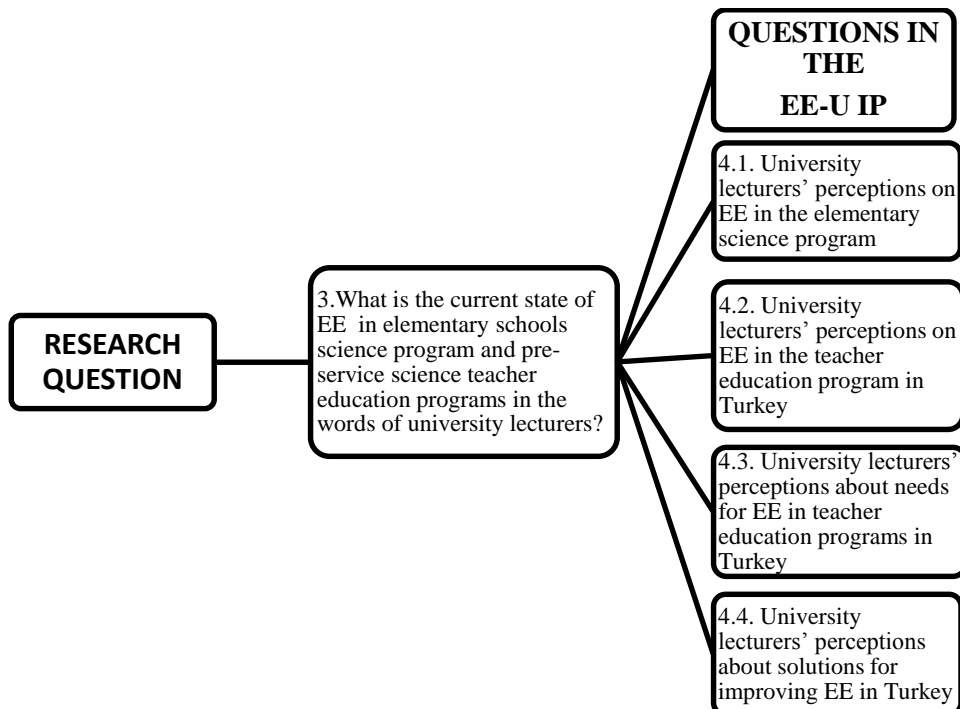 RESEARCH
QUESTION
3.What is the current state of
EE in elementary schools
science program and pre-
service science teacher
education programs in the
words of university lecturers?
QUESTIONS IN
THE
EE-U IP
4.1. University
lecturers’ perceptions on
EE in the elementary
science program
4.2. University
lecturers’ perceptions on
EE in the teacher
education program in
Turkey
4.3. University lecturers’
perceptions about needs
for EE in teacher
education programs in
Turkey
4.4. University
lecturers’ perceptions
about solutions for
improving EE in Turkey